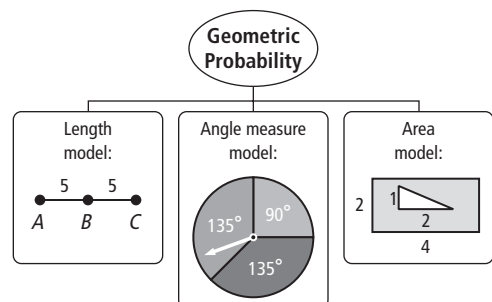 Geometric
Probability
Length
model:
5 5
A B C
Angle measure
model:
135° 90°
135°
Area
model:
2
1
2
4